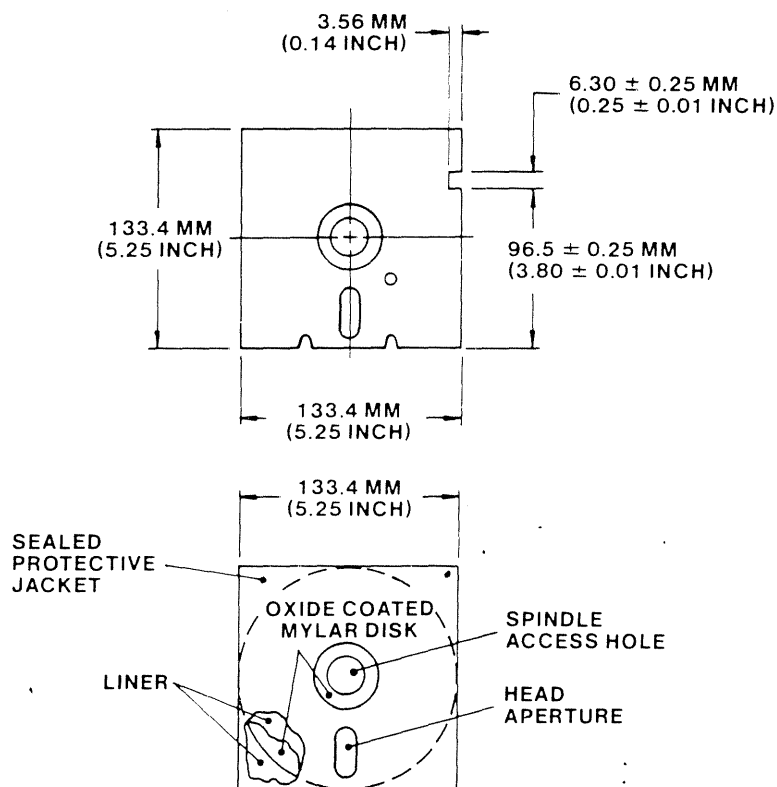 3.56 MM
(0.14 INCH)
6.30 ± 0.25 MM
(0.25 ± 0.01 INCH)
133.4 MM
(5.25 INCH)
96.5 ± 0.25 MM
(3.80 ± 0.01 INCH)
133.4 MM
(5.25 INCH)
133.4 MM
(5.25 INCH)
SEALED
PROTECTIVE
JACKET
OXIDE COATED
MYLAR DISK
SPINDLE
ACCESS HOLE
LINER
HEAD
APERTURE